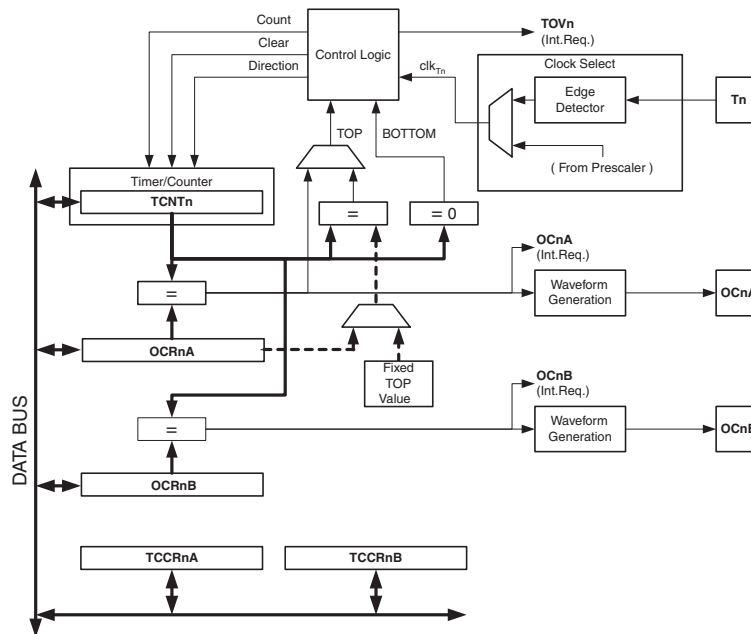 Count
Clear
Direction
Control Logic
TOVn
(Int.Req.)
clkTn
Clock Select
Edge
Detector
Tn
( From Prescaler )
TOP
BOTTOM
Timer/Counter
TCNTn
=
= 0
OCnA
(Int.Req.)
=
Waveform
Generation
OCnA
OCRnA
Fixed
TOP
Value
OCnB
(Int.Req.)
=
Waveform
Generation
OCnB
OCRnB
DATA BUS
TCCRnA
TCCRnB